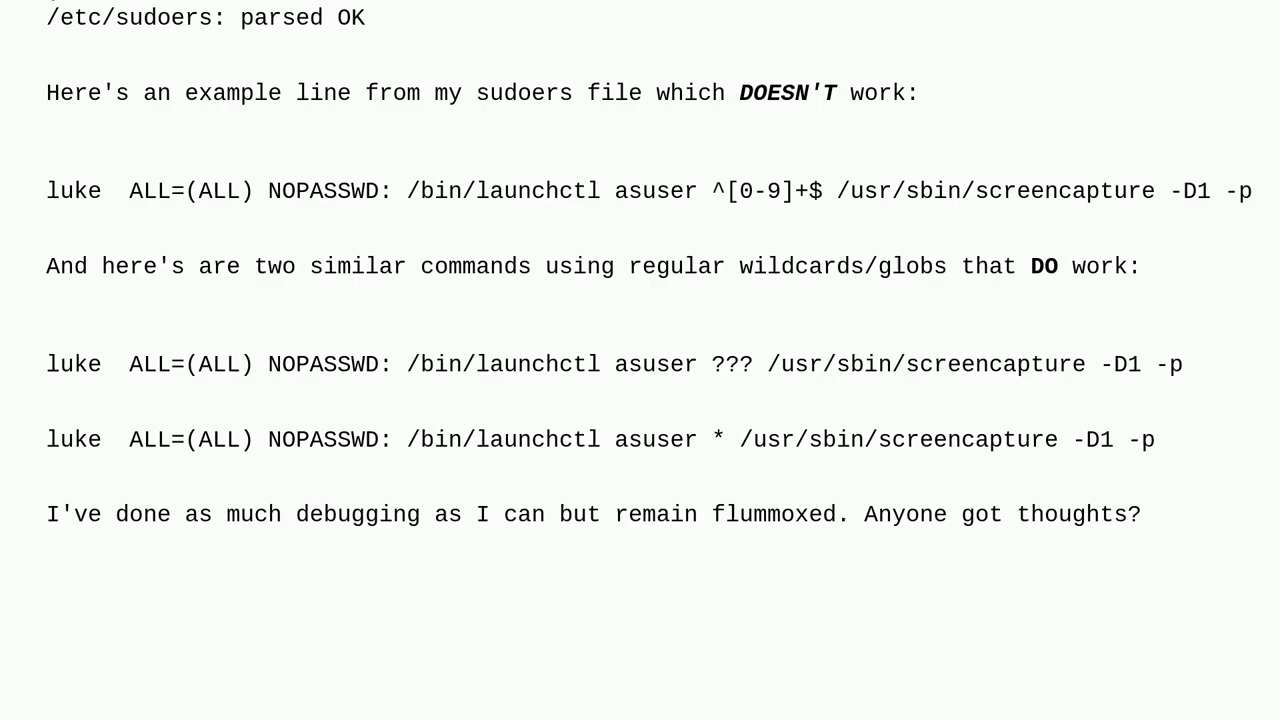 /etc/sudoers: parsed OK
Here's an example line from my sudoers file which DOESN'T work:
luke  ALL=(ALL) NOPASSWD: /bin/launchctl asuser ^[0-9]+$ /usr/sbin/screencapture -D1 -p
And here's are two similar commands using regular wildcards/globs that DO work:
luke  ALL=(ALL) NOPASSWD: /bin/launchctl asuser ??? /usr/sbin/screencapture -D1 -p
luke  ALL=(ALL) NOPASSWD: /bin/launchctl asuser * /usr/sbin/screencapture -D1 -p
I've done as much debugging as I can but remain flummoxed. Anyone got thoughts?